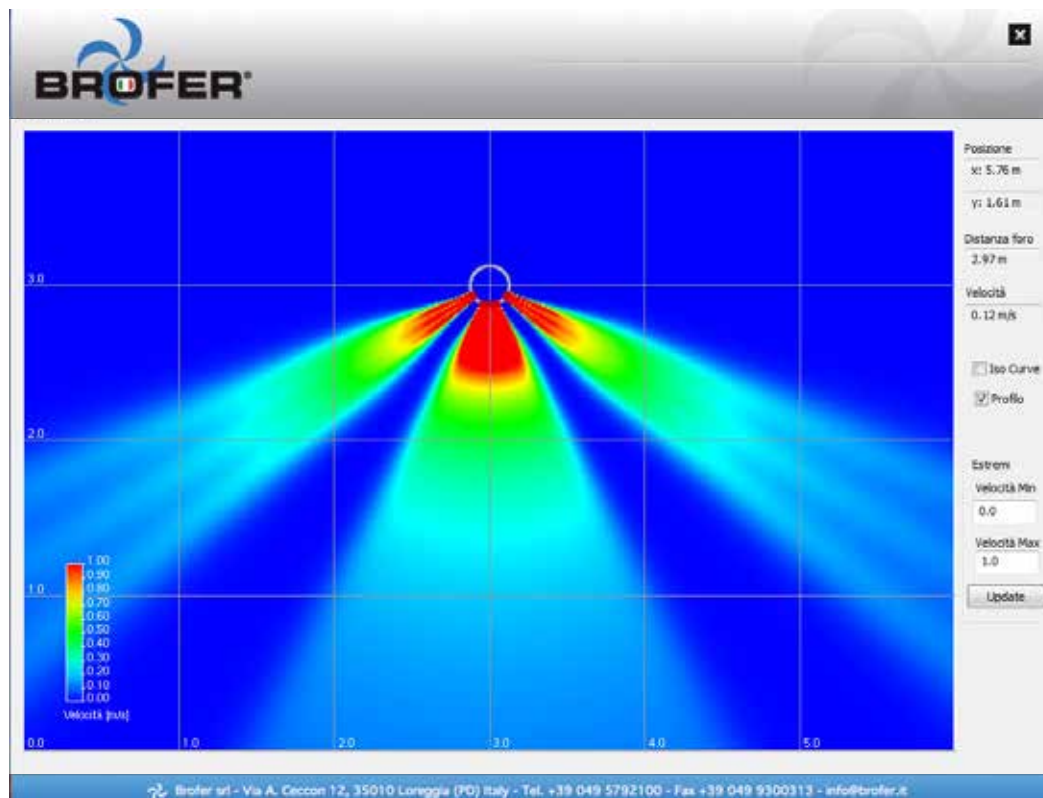 BROFER®
Posizione
x: 5.76 m
y: 1.61 m
Distanza foro
2.97 m
Velocità
0.12 m/s
Iso Curve
Profilo
Estremi
Velocità Min
0.0
Velocità Max
1.0
Update
3.0
2.0
1.0
1.00
0.90
0.80
0.70
0.60
0.50
0.40
0.30
0.20
0.10
0.00
Velocità [m/s]
0.0 1.0 2.0 3.0 4.0 5.0
Brofer srl - Via A. Ceccon 12, 35010 Loreggia (PD) Italy - Tel. +39 049 5792100 - Fax +39 049 9300313 - info@brofer.it